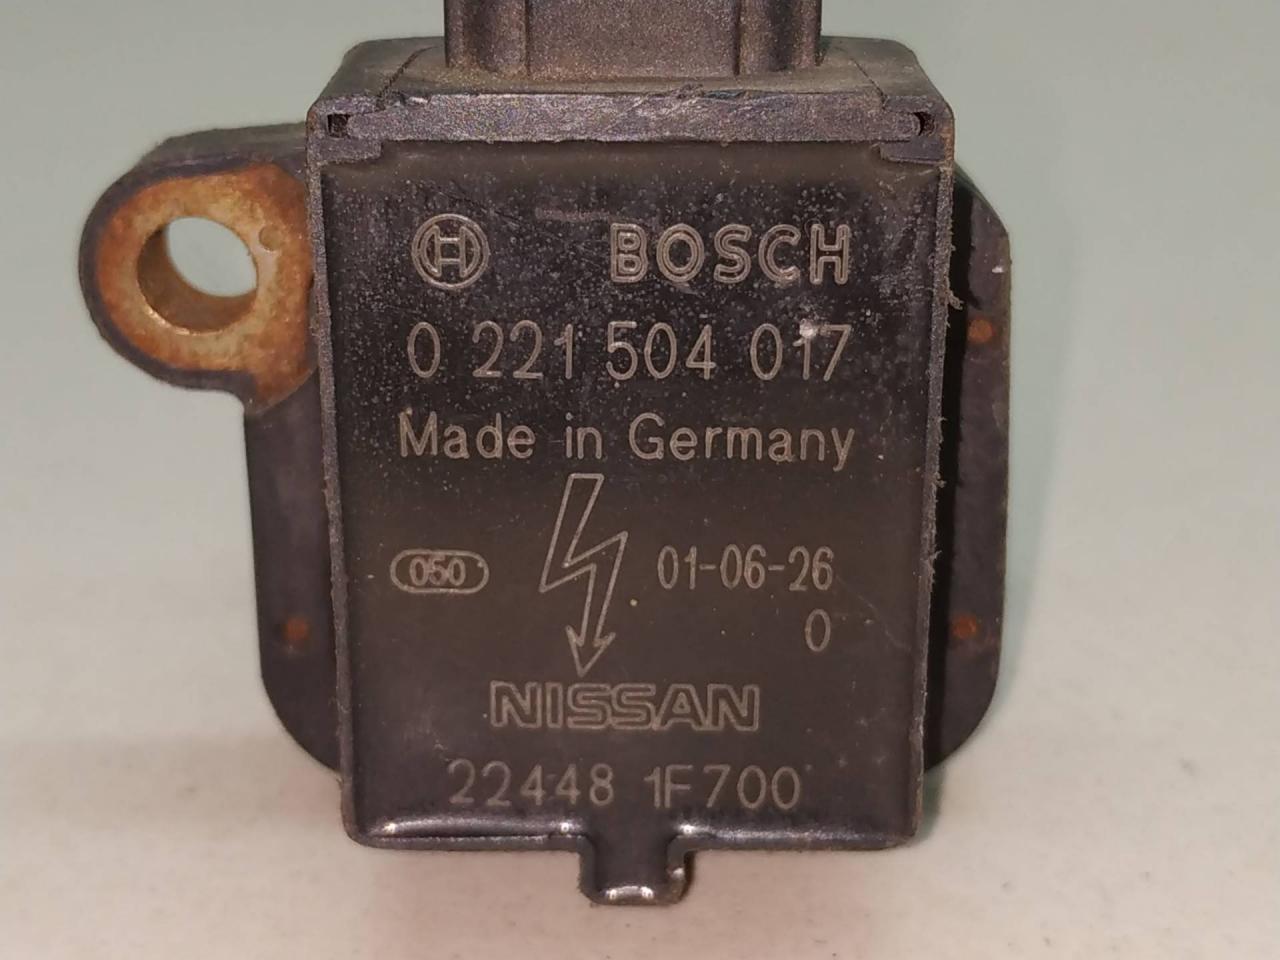 BOSCH
0 221 504 017
Made in Germany
050 01-06-26
0
NISSAN
22448 1F700